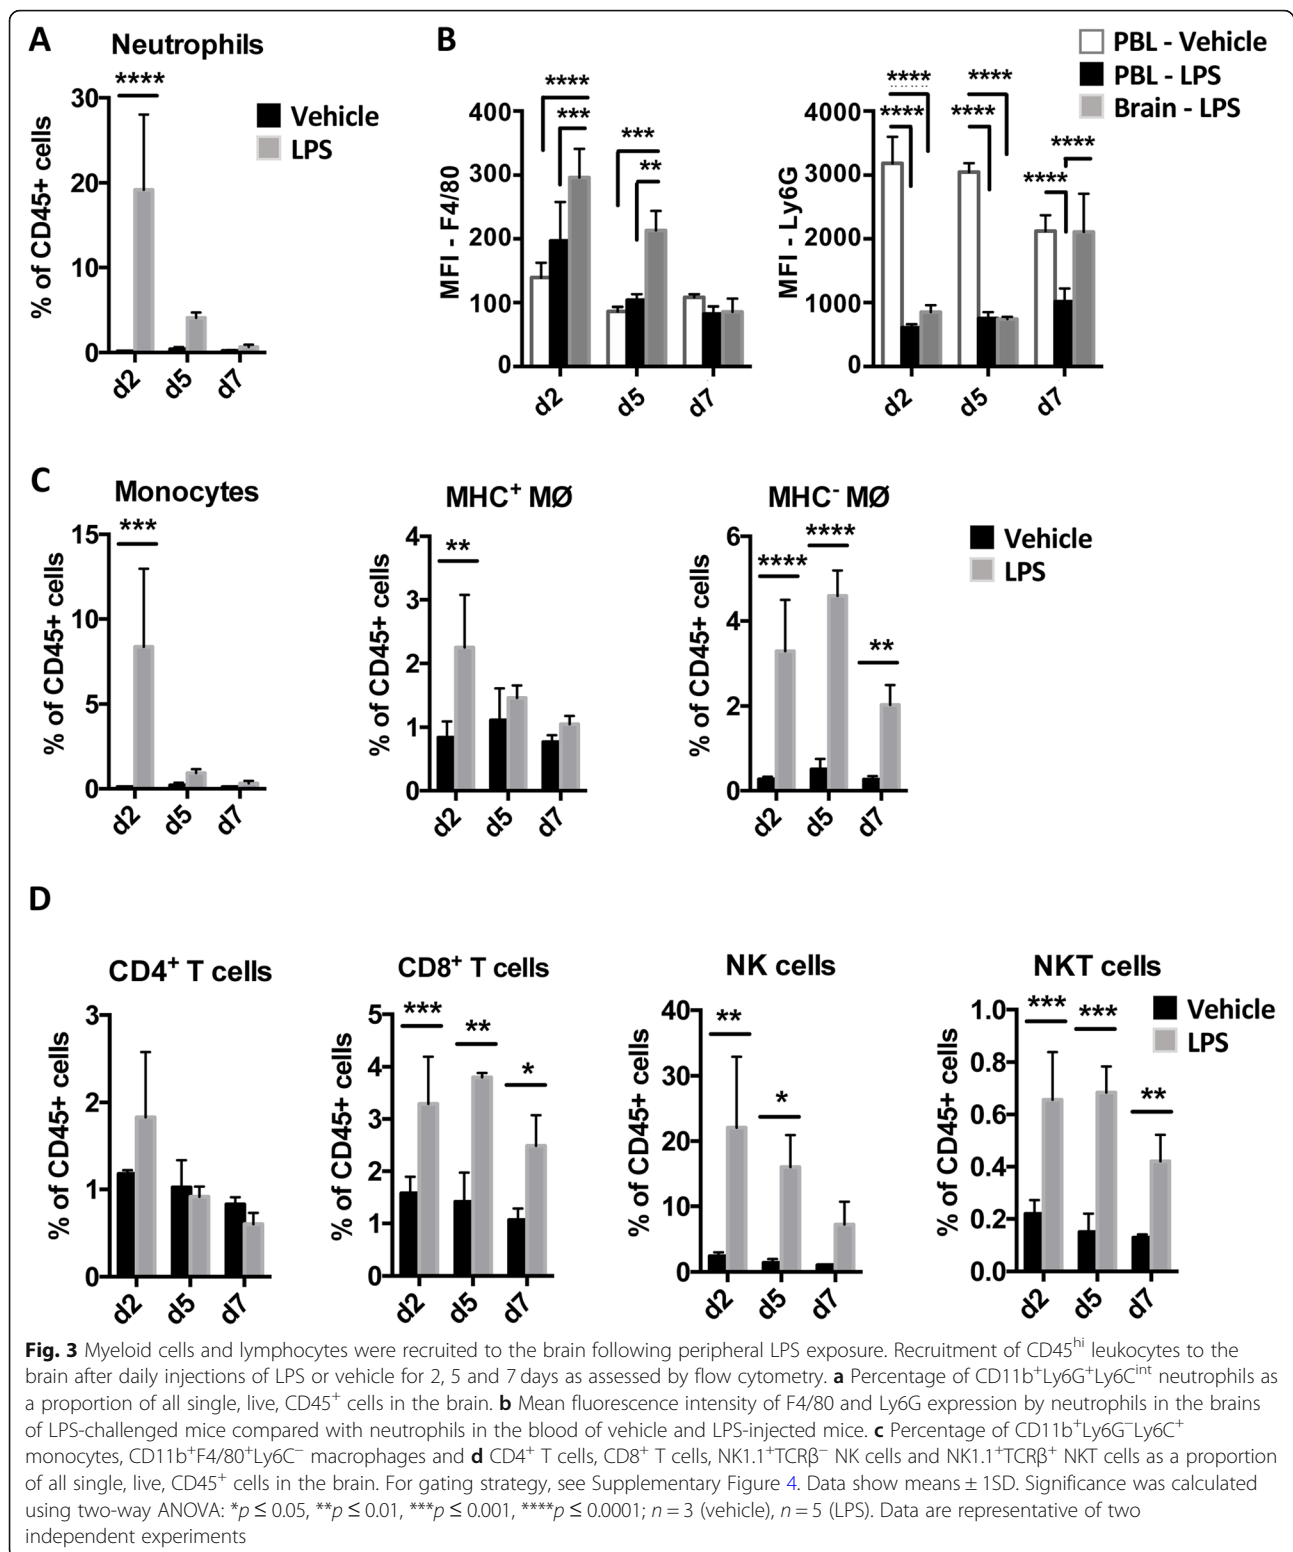 A
Neutrophils
****
30
20
10
0
% of CD45+ cells
d2 d5 d7
Vehicle
LPS
B
PBL - Vehicle
PBL - LPS
Brain - LPS
****
***
***
**
400
300
200
100
0
MFI - F4/80
d2 d5 d7
**** ****
**** ****
****
****
4000
3000
2000
1000
0
MFI - Ly6G
d2 d5 d7
C
Monocytes
***
15
10
5
0
% of CD45+ cells
d2 d5 d7
MHC⁺ MØ
**
4
3
2
1
0
% of CD45+ cells
d2 d5 d7
MHC⁻ MØ
****
****
**
6
4
2
0
% of CD45+ cells
d2 d5 d7
Vehicle
LPS
D
CD4⁺ T cells
3
2
1
0
% of CD45+ cells
d2 d5 d7
CD8⁺ T cells
***
**
*
5
4
3
2
1
0
% of CD45+ cells
d2 d5 d7
NK cells
**
*
40
30
20
10
0
% of CD45+ cells
d2 d5 d7
NKT cells
***
***
**
1.0
0.8
0.6
0.4
0.2
0.0
% of CD45+ cells
d2 d5 d7
Vehicle
LPS
Fig. 3 Myeloid cells and lymphocytes were recruited to the brain following peripheral LPS exposure. Recruitment of CD45ʰⁱ leukocytes to the
brain after daily injections of LPS or vehicle for 2, 5 and 7 days as assessed by flow cytometry. a Percentage of CD11b⁺Ly6G⁺Ly6Cⁱⁿᵗ neutrophils as
a proportion of all single, live, CD45⁺ cells in the brain. b Mean fluorescence intensity of F4/80 and Ly6G expression by neutrophils in the brains
of LPS-challenged mice compared with neutrophils in the blood of vehicle and LPS-injected mice. c Percentage of CD11b⁺Ly6G⁻Ly6C⁺
monocytes, CD11b⁺F4/80⁺Ly6C⁻ macrophages and d CD4⁺ T cells, CD8⁺ T cells, NK1.1⁺TCRβ⁻ NK cells and NK1.1⁺TCRβ⁺ NKT cells as a proportion
of all single, live, CD45⁺ cells in the brain. For gating strategy, see Supplementary Figure 4. Data show means ± 1SD. Significance was calculated
using two-way ANOVA: *p ≤ 0.05, **p ≤ 0.01, ***p ≤ 0.001, ****p ≤ 0.0001; n = 3 (vehicle), n = 5 (LPS). Data are representative of two
independent experiments